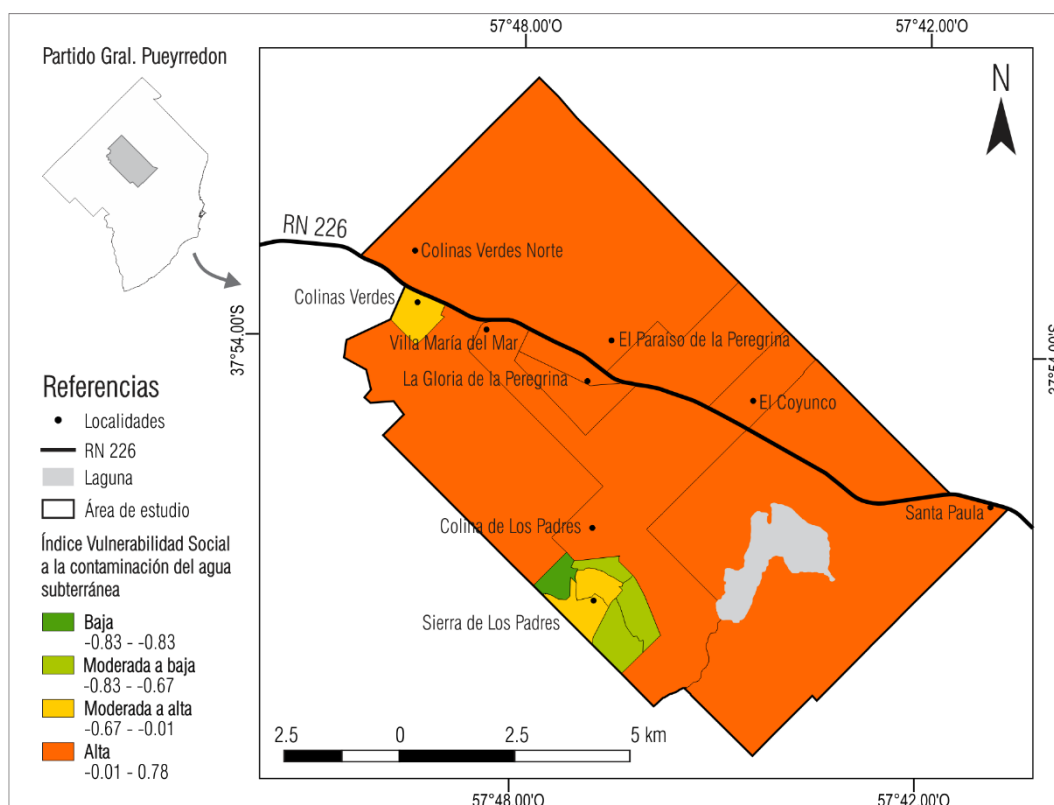 57°48.00'O
57°42.00'O
Partido Gral. Pueyrredon
N
RN 226
Colinas Verdes Norte
Colinas Verdes
37°54.00'S
37°54.00'S
Villa María del Mar
El Paraíso de la Peregrina
La Gloria de la Peregrina
El Coyunco
Referencias
Localidades
RN 226
Laguna
Área de estudio
Santa Paula
Colina de Los Padres
Índice Vulnerabilidad Social
a la contaminación del agua
subterránea
Sierra de Los Padres
Baja
-0.83 - -0.83
Moderada a baja
-0.83 - -0.67
Moderada a alta
-0.67 - -0.01
Alta
-0.01 - 0.78
2.5 0 2.5 5 km
57°48.00'O
57°42.00'O